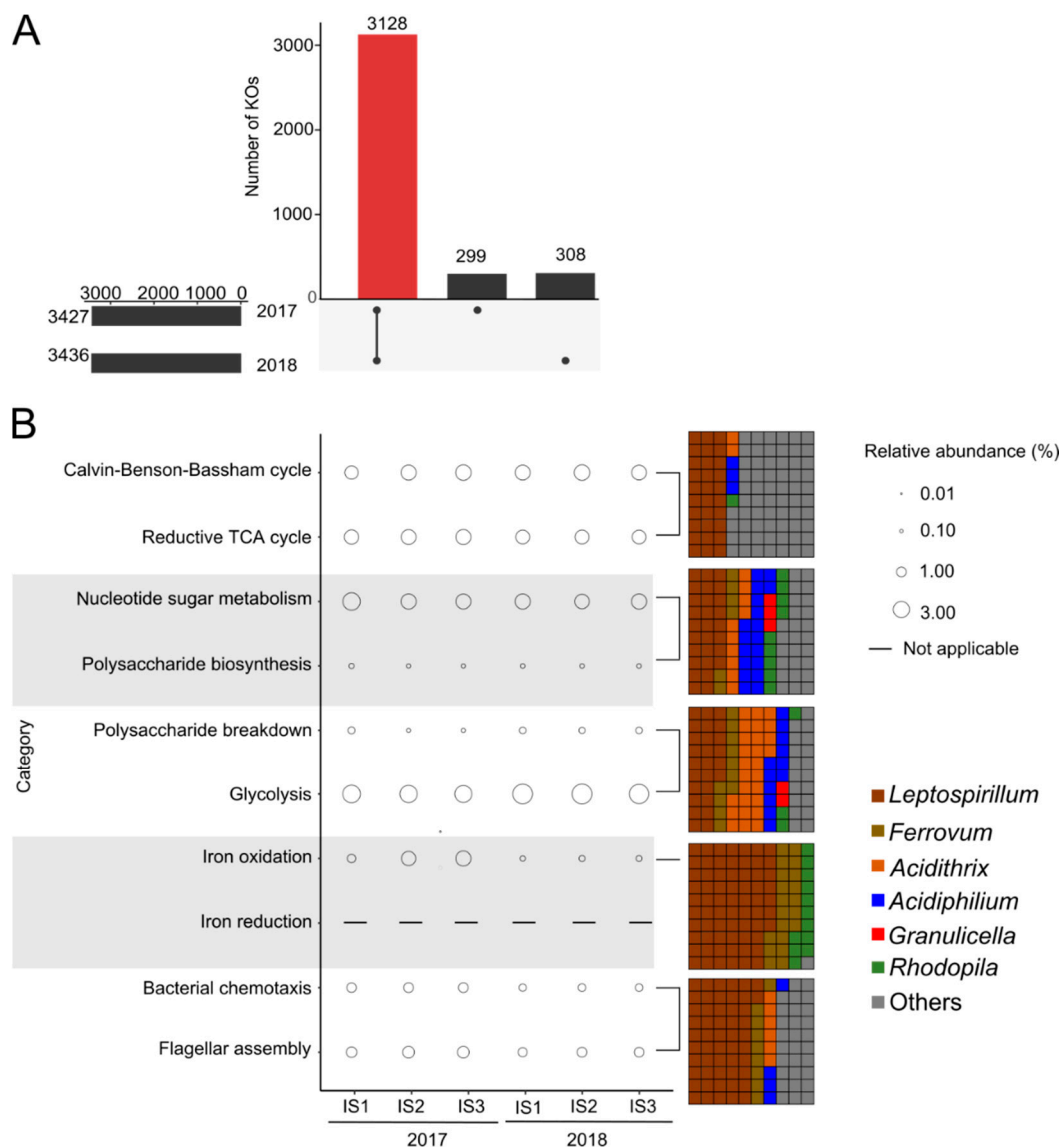 A
3128
3000
2000
1000
0
Number of KOs
299
308
3000 2000 1000 0
3427
2017
3436
2018
B
Category
Calvin-Benson-Bassham cycle
Reductive TCA cycle
Nucleotide sugar metabolism
Polysaccharide biosynthesis
Polysaccharide breakdown
Glycolysis
Iron oxidation
Iron reduction
Bacterial chemotaxis
Flagellar assembly
IS1 IS2 IS3 IS1 IS2 IS3
2017 2018
Relative abundance (%)
0.01
0.10
1.00
3.00
Not applicable
Leptospirillum
Ferrovum
Acidithrix
Acidiphilium
Granulicella
Rhodopila
Others